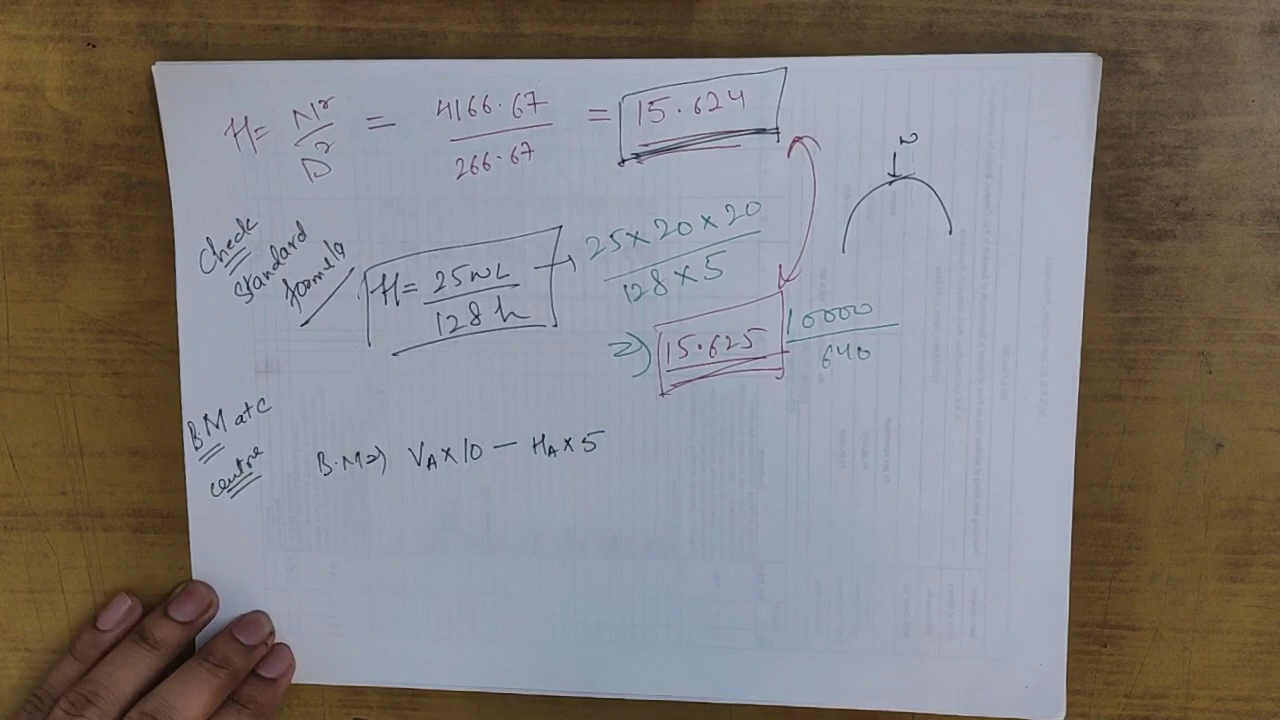 H = Nr/Dr = 4166.67/266.67 = 15.624
2
Check
standard
H = 25WL/128h → 25×20×20/128×5
⇒ 15.625 10000/640
B.M at C
centre
B.M⇒ VA×10 − HA×5